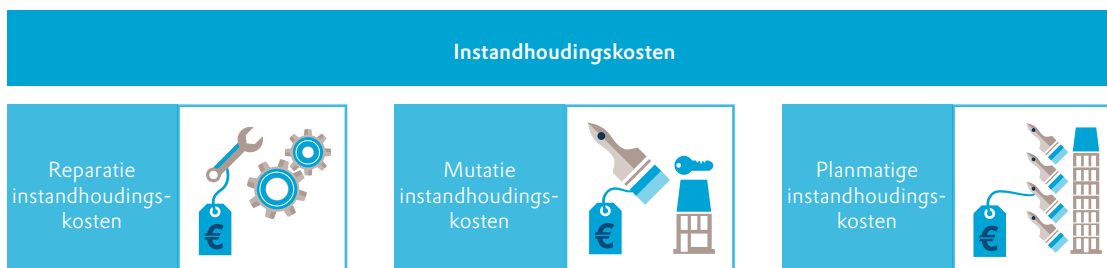 Instandhoudingskosten
Reparatie
instandhoudings-
kosten
€
Mutatie
instandhoudings-
kosten
€
Planmatige
instandhoudings-
kosten
€